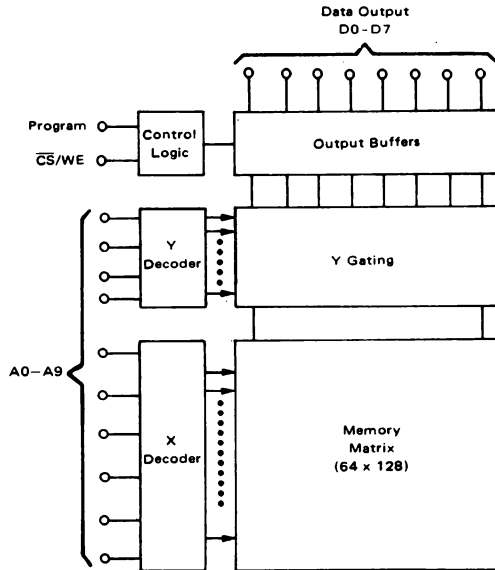 Data Output
D0-D7
Program
Control
Logic
Output Buffers
CS/WE
Y
Decoder
Y Gating
A0-A9
X
Decoder
Memory
Matrix
(64 x 128)